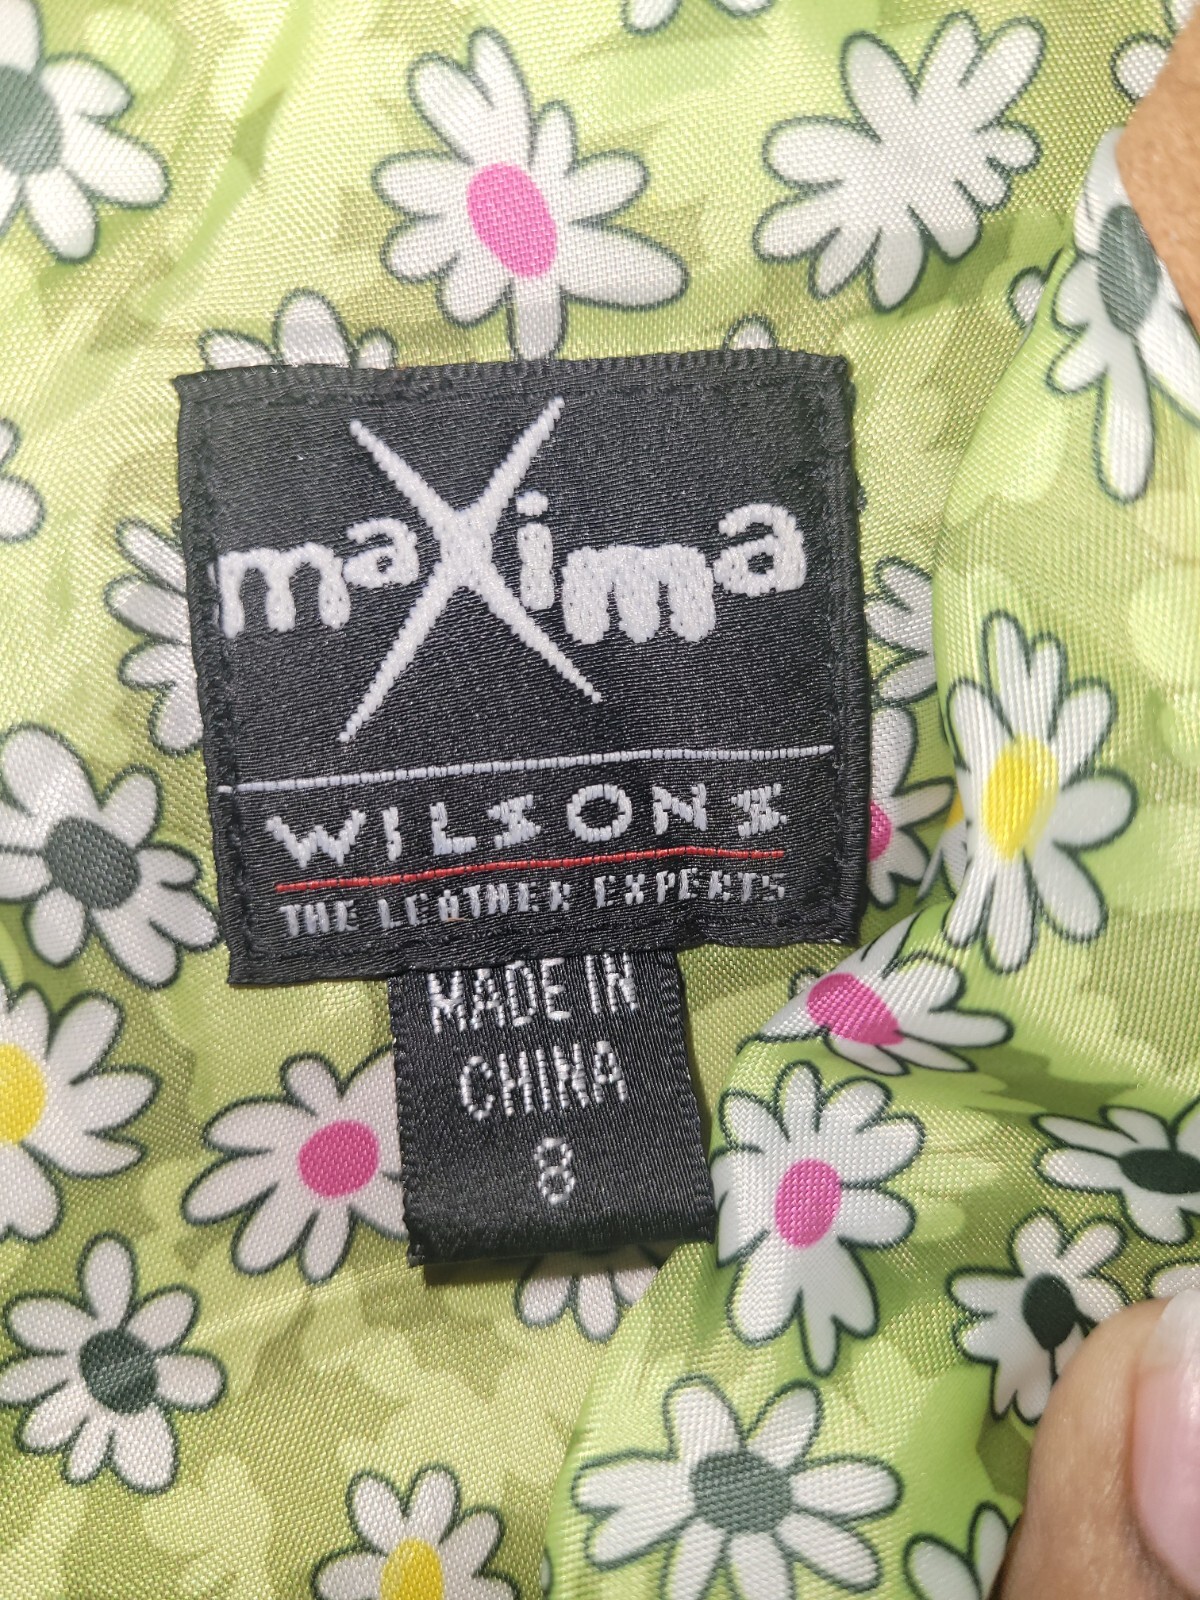 maXima
WILSONS
THE LEATHER EXPERTS
MADE IN
CHINA
8